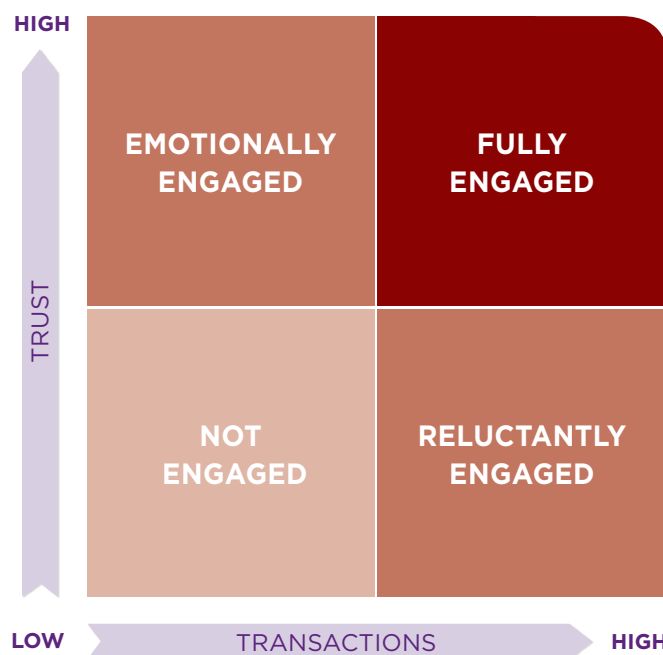 HIGH
EMOTIONALLY
ENGAGED
FULLY
ENGAGED
TRUST
NOT
ENGAGED
RELUCTANTLY
ENGAGED
LOW
TRANSACTIONS
HIGH